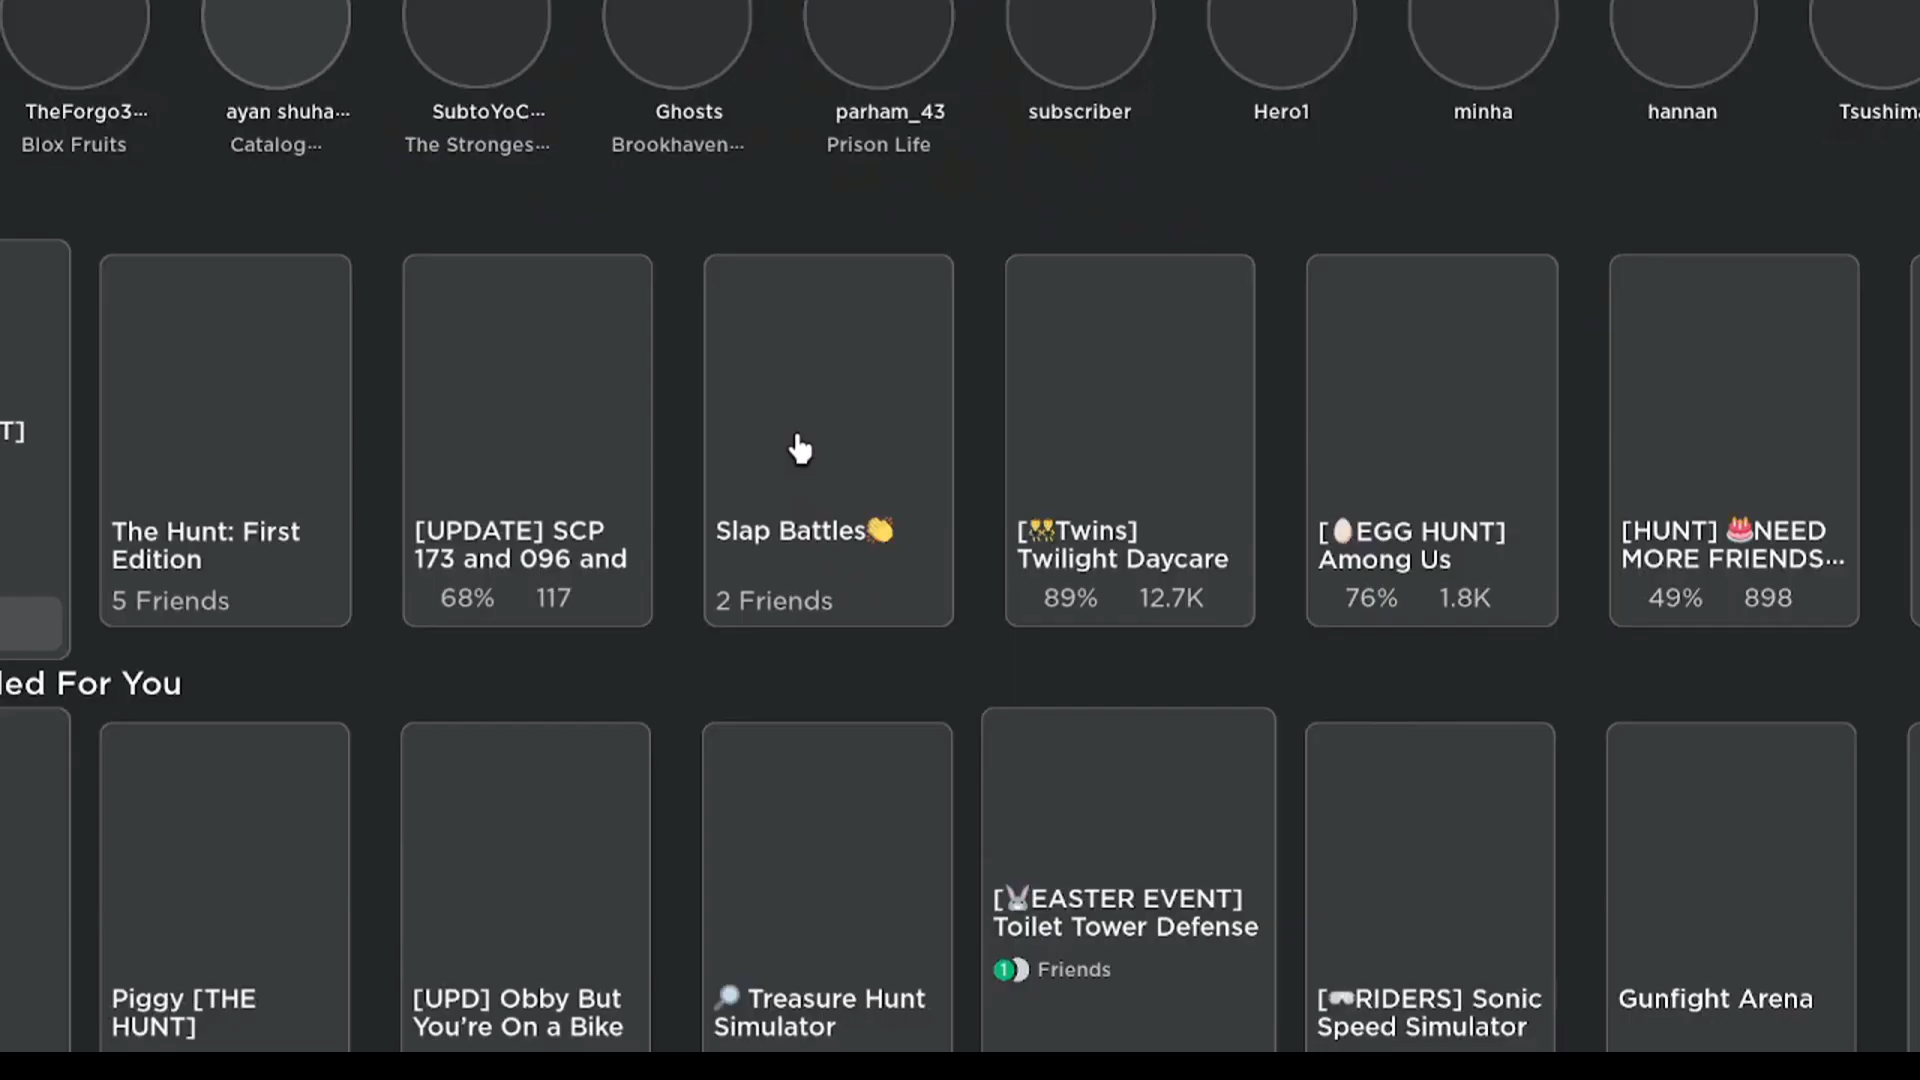 TheForgo3...
ayan shuha...
SubtoYoC...
Ghosts
parham_43
subscriber
Hero1
minha
hannan
Tsushima
Blox Fruits
Catalog...
The Stronges...
Brookhaven...
Prison Life
T]
The Hunt: First
Edition
5 Friends
[UPDATE] SCP
173 and 096 and
68% 117
Slap Battles👏
2 Friends
[👯Twins]
Twilight Daycare
89% 12.7K
[🥚EGG HUNT]
Among Us
76% 1.8K
[HUNT] 🎂NEED
MORE FRIENDS...
49% 898
ded For You
Piggy [THE
HUNT]
[UPD] Obby But
You're On a Bike
🔎 Treasure Hunt
Simulator
[🐰EASTER EVENT]
Toilet Tower Defense
1 Friends
[🥽RIDERS] Sonic
Speed Simulator
Gunfight Arena